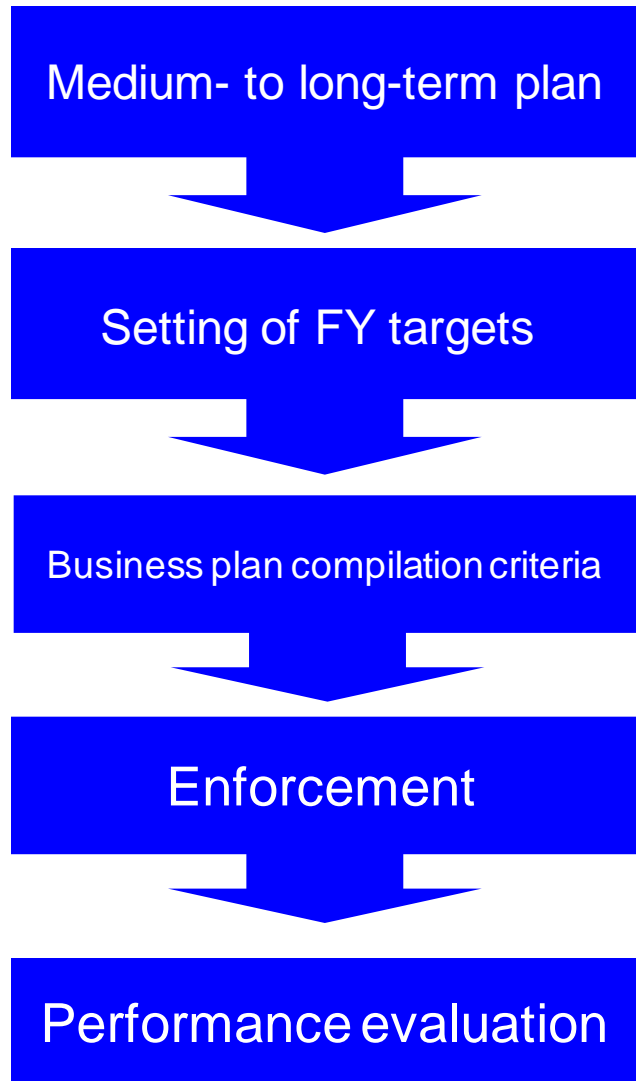 Medium- to long-term plan
Setting of FY targets
Business plan compilation criteria
Enforcement
Performance evaluation